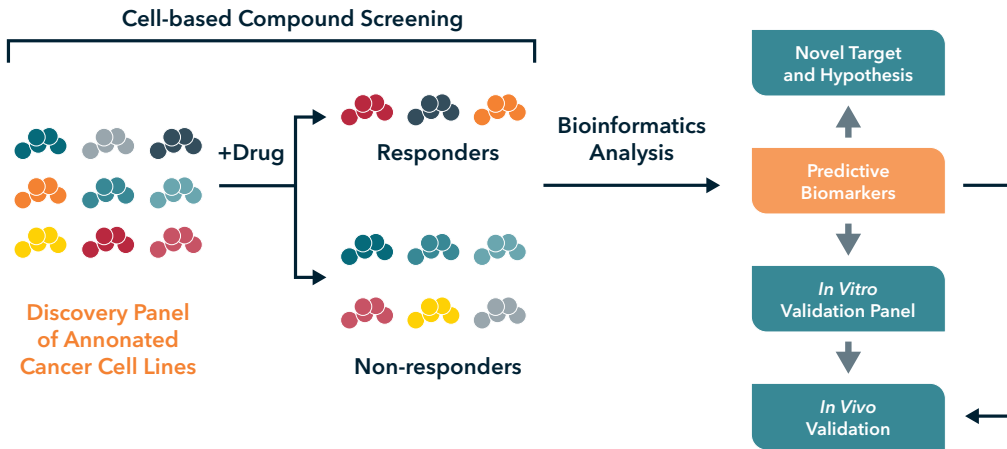 Cell-based Compound Screening
+Drug
Responders
Non-responders
Discovery Panel
of Annonated
Cancer Cell Lines
Bioinformatics
Analysis
Novel Target
and Hypothesis
Predictive
Biomarkers
In Vitro
Validation Panel
In Vivo
Validation